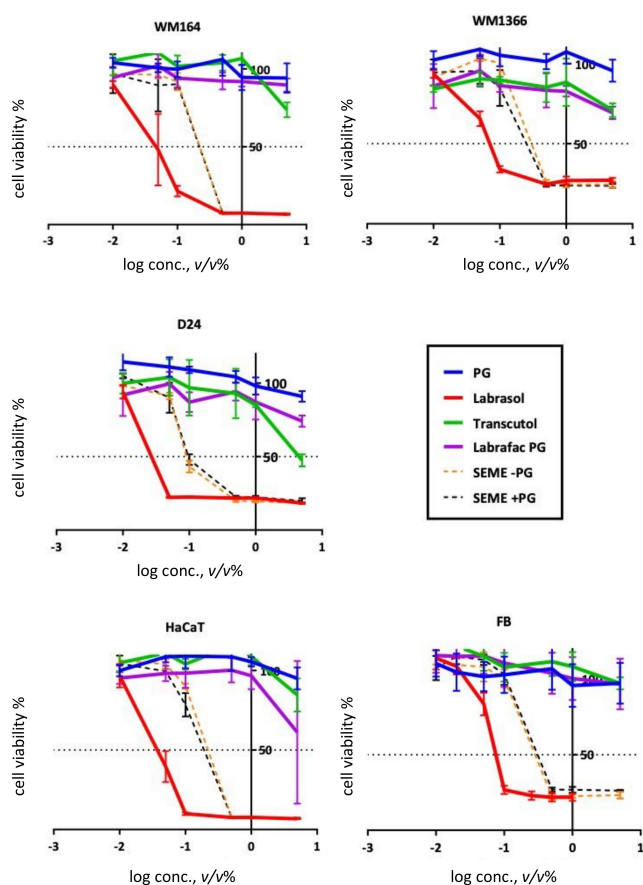 WM164
cell viability %
100
50
-3 -2 -1 0 1
log conc., v/v%
WM1366
cell viability %
100
50
-3 -2 -1 0 1
log conc., v/v%
D24
cell viability %
100
50
-3 -2 -1 0 1
log conc., v/v%
PG
Labrasol
Transcutol
Labrafac PG
SEME -PG
SEME +PG
HaCaT
cell viability %
100
50
-3 -2 -1 0 1
log conc., v/v%
FB
cell viability %
100
50
-3 -2 -1 0 1
log conc., v/v%